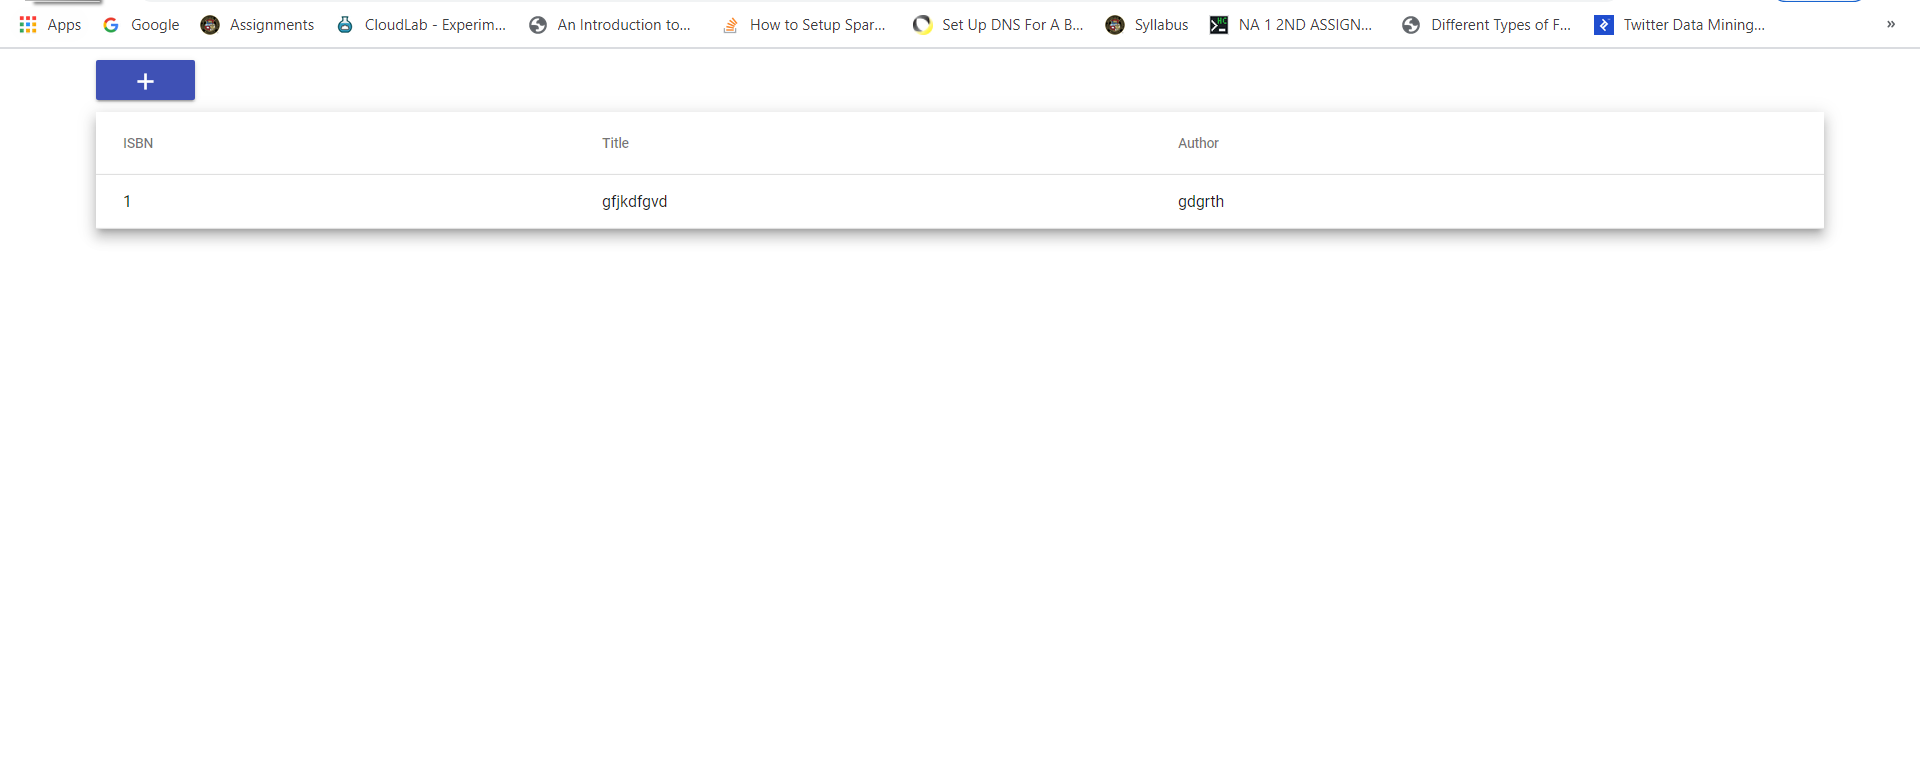 Apps Google Assignments CloudLab - Experim... An Introduction to... How to Setup Spar... Set Up DNS For A B... Syllabus NA 1 2ND ASSIGN... Different Types of F... Twitter Data Mining... »
+
ISBN Title Author
1 gfjkdfgvd gdgrth